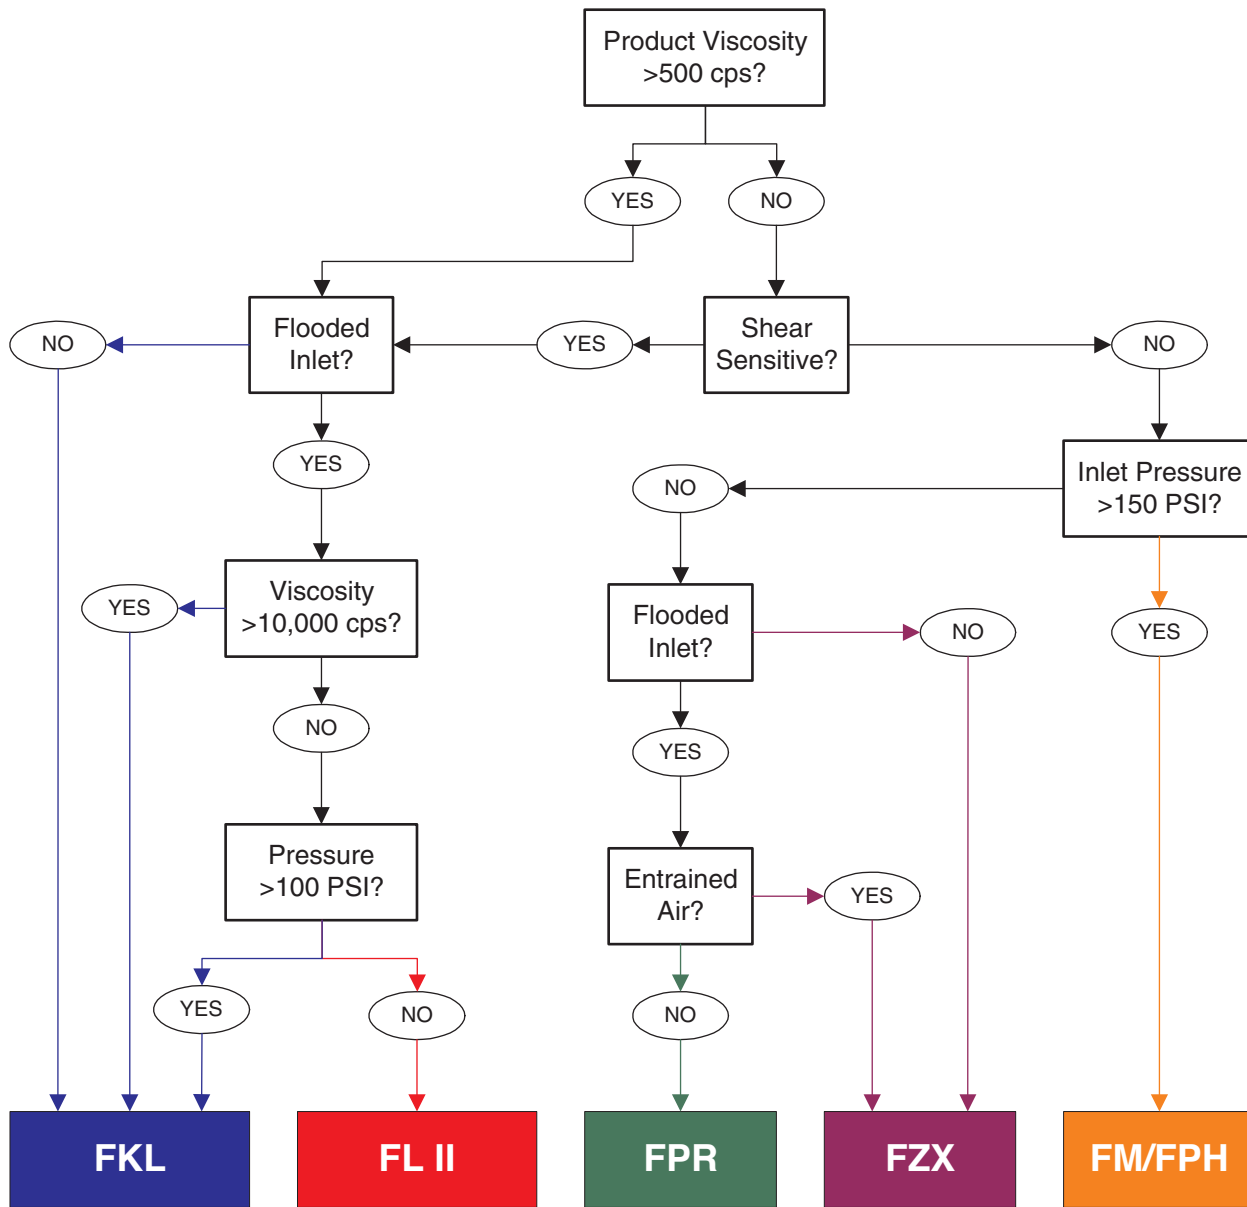 Product Viscosity
>500 cps?
YES
NO
Flooded
Inlet?
Shear
Sensitive?
NO
YES
NO
YES
NO
Inlet Pressure
>150 PSI?
Viscosity
>10,000 cps?
YES
Flooded
Inlet?
NO
YES
NO
YES
Pressure
>100 PSI?
Entrained
Air?
YES
YES
NO
NO
FKL
FL II
FPR
FZX
FM/FPH